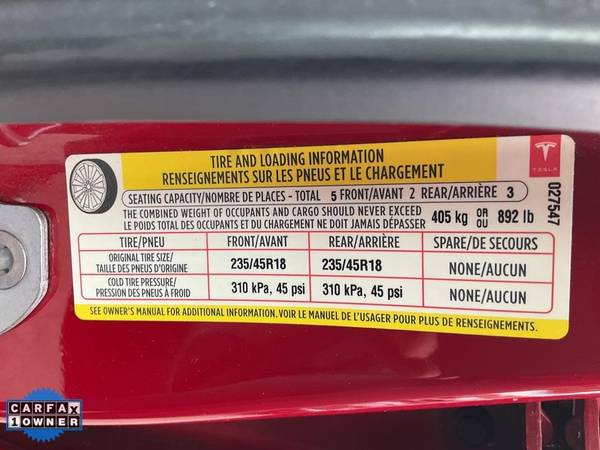 TIRE AND LOADING INFORMATION
RENSEIGNEMENTS SUR LES PNEUS ET LE CHARGEMENT
TESLA
SEATING CAPACITY/NOMBRE DE PLACES - TOTAL 5 FRONT/AVANT 2 REAR/ARRIÈRE 3
THE COMBINED WEIGHT OF OCCUPANTS AND CARGO SHOULD NEVER EXCEED
LE POIDS TOTAL DES OCCUPANTS ET DU CHARGEMENT NE DOIT JAMAIS DÉPASSER
405 kg OR OU 892 lb
027547
TIRE/PNEU FRONT/AVANT REAR/ARRIÈRE SPARE/DE SECOURS
ORIGINAL TIRE SIZE/
TAILLE DES PNEUS D'ORIGINE
235/45R18 235/45R18 NONE/AUCUN
COLD TIRE PRESSURE/
PRESSION DES PNEUS À FROID
310 kPa, 45 psi 310 kPa, 45 psi NONE/AUCUN
SEE OWNER'S MANUAL FOR ADDITIONAL INFORMATION. VOIR LE MANUEL DE L'USAGER POUR PLUS DE RENSEIGNEMENTS.
CARFAX
1 OWNER